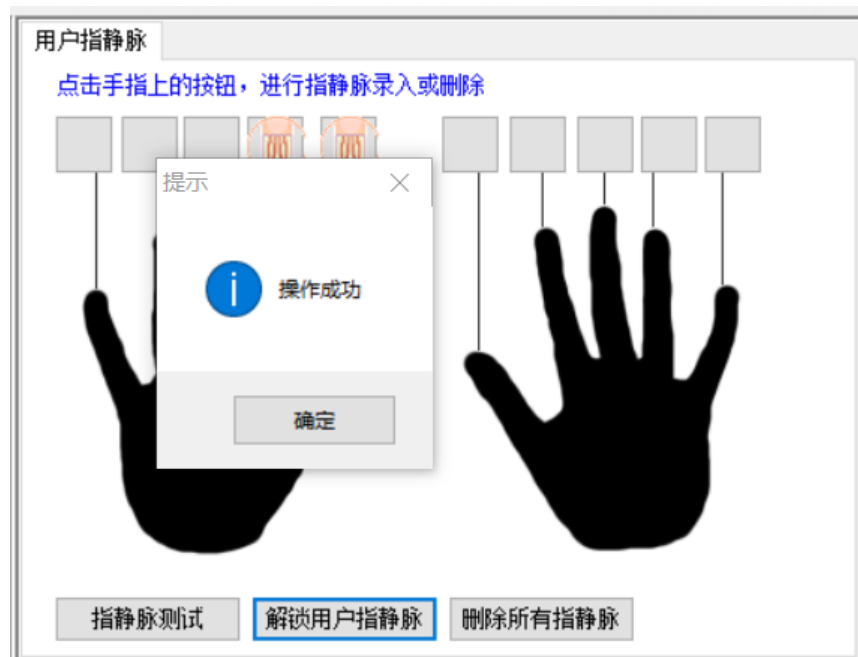 用户指静脉
点击手指上的按钮，进行指静脉录入或删除
提示
操作成功
确定
指静脉测试
解锁用户指静脉
删除所有指静脉